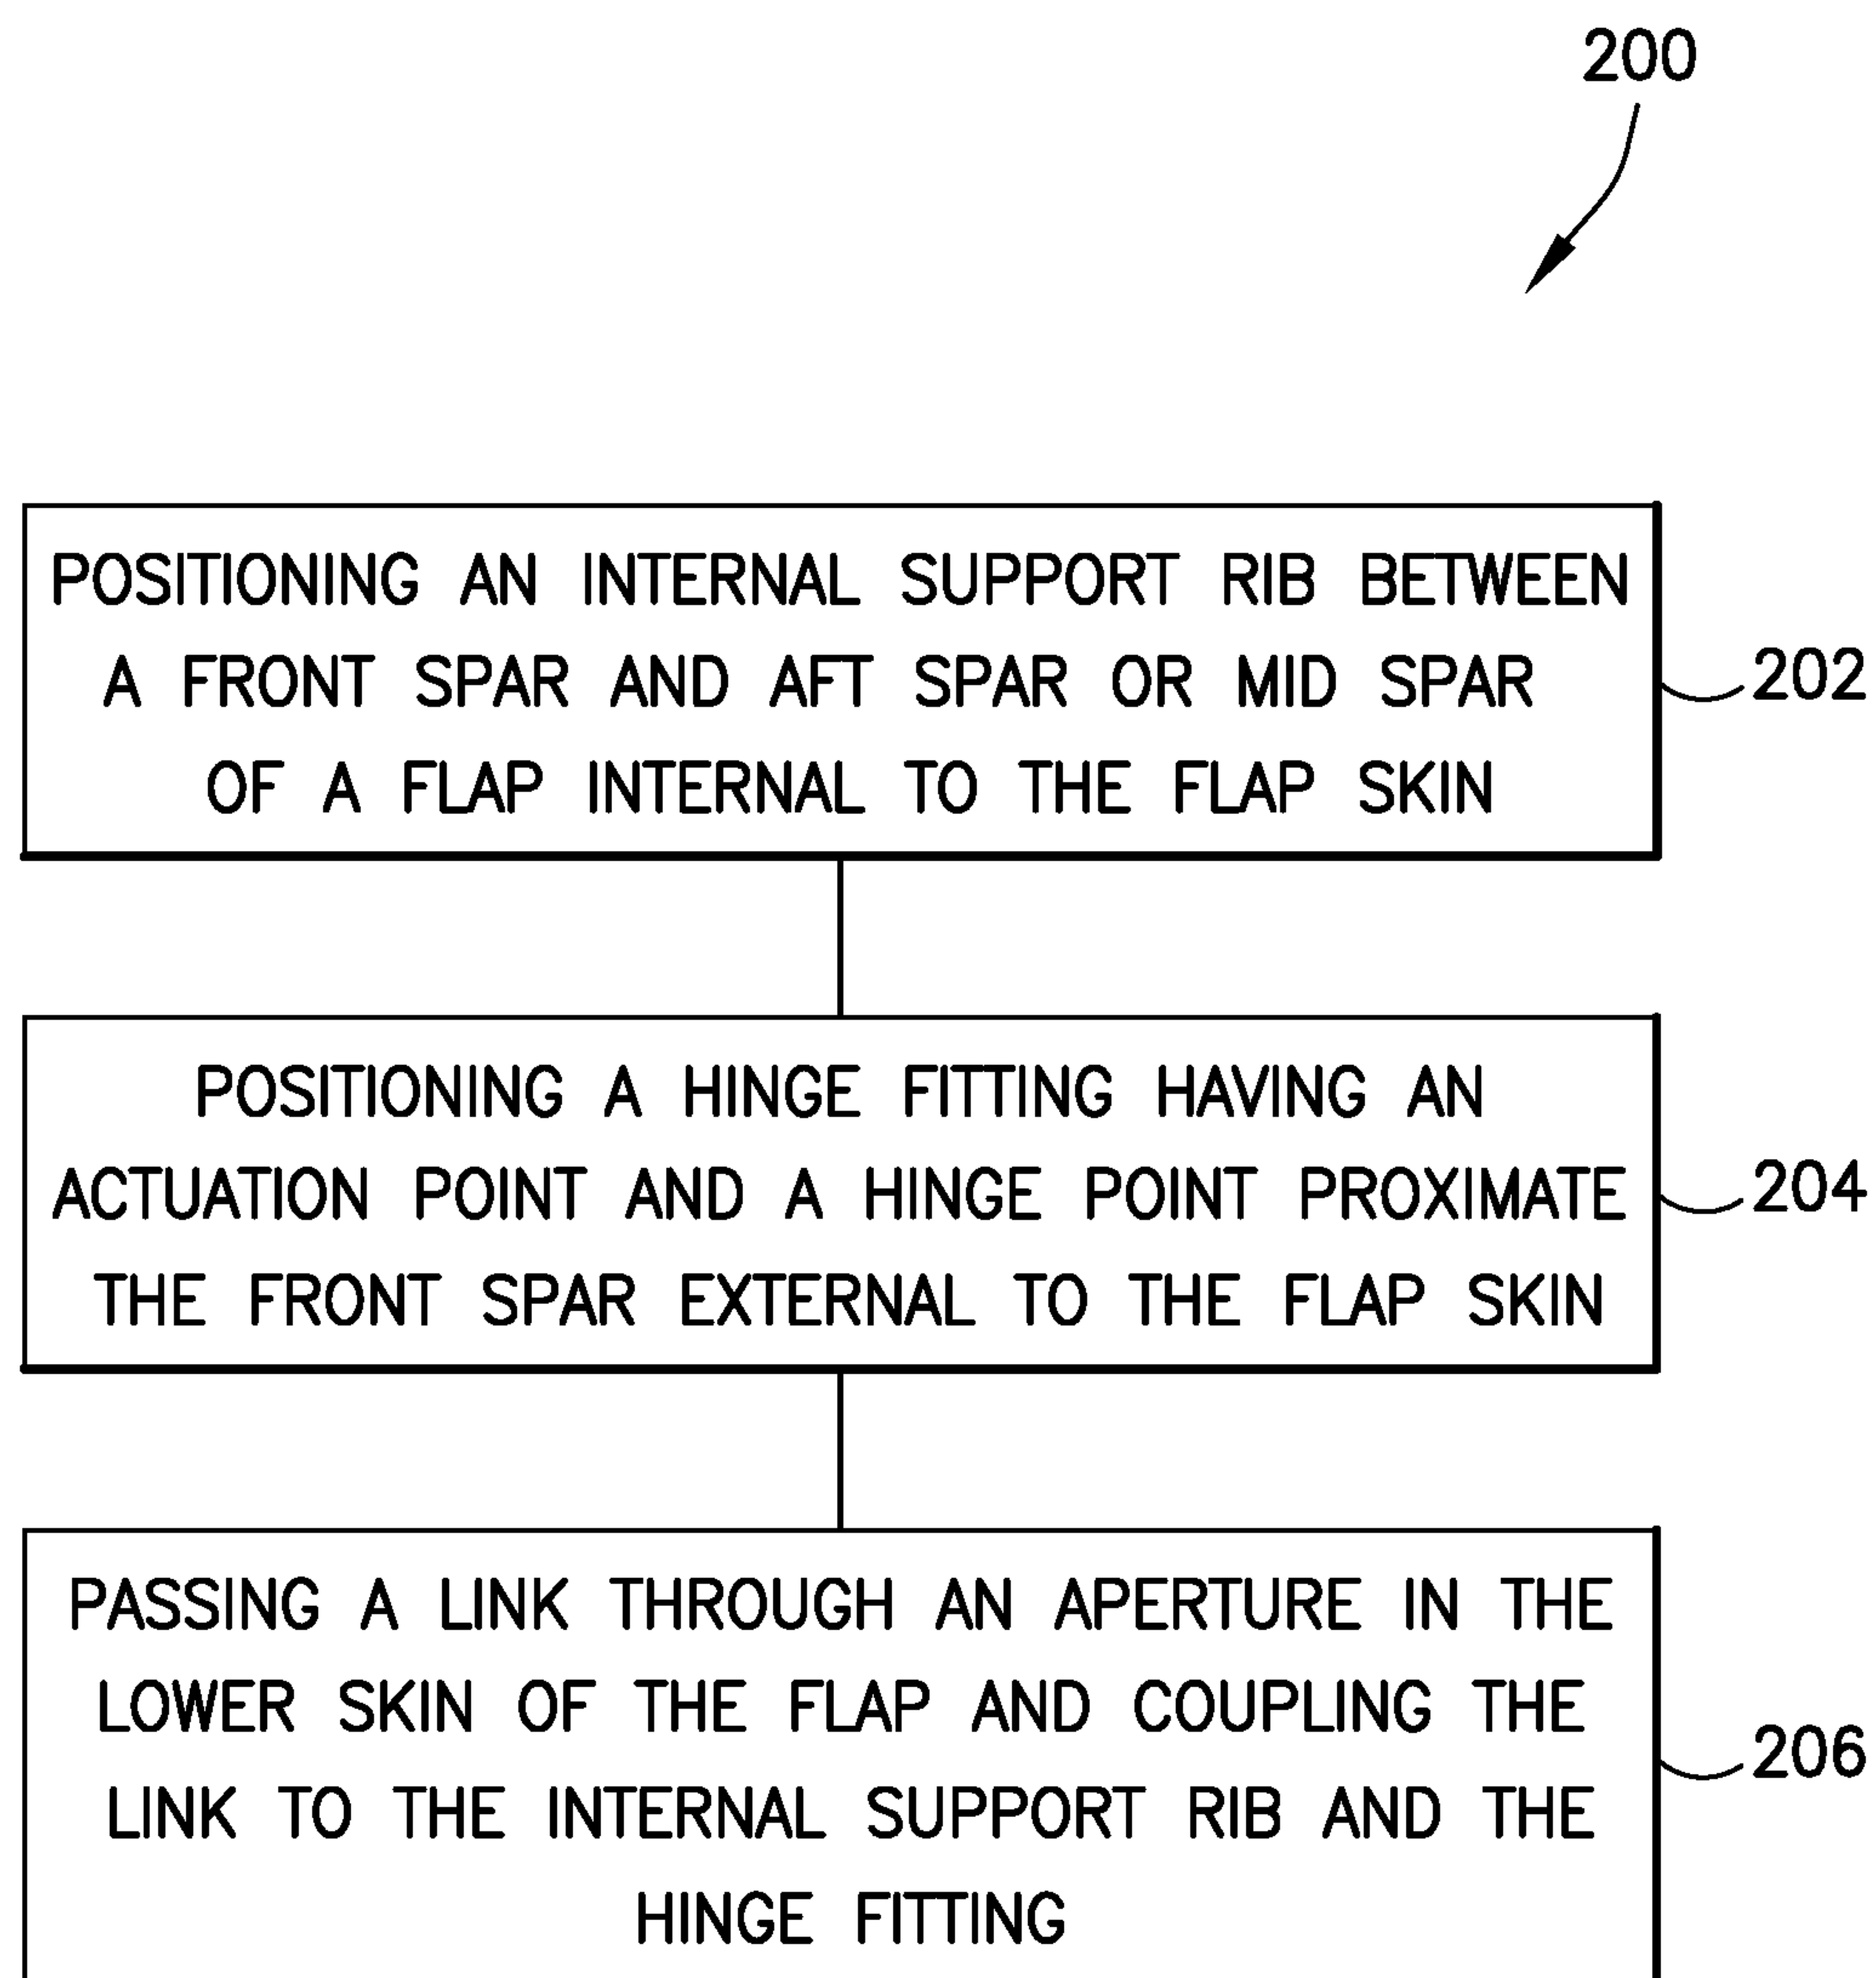 200
POSITIONING AN INTERNAL SUPPORT RIB BETWEEN
A FRONT SPAR AND AFT SPAR OR MID SPAR
OF A FLAP INTERNAL TO THE FLAP SKIN
202
POSITIONING A HINGE FITTING HAVING AN
ACTUATION POINT AND A HINGE POINT PROXIMATE
THE FRONT SPAR EXTERNAL TO THE FLAP SKIN
204
PASSING A LINK THROUGH AN APERTURE IN THE
LOWER SKIN OF THE FLAP AND COUPLING THE
LINK TO THE INTERNAL SUPPORT RIB AND THE
HINGE FITTING
206